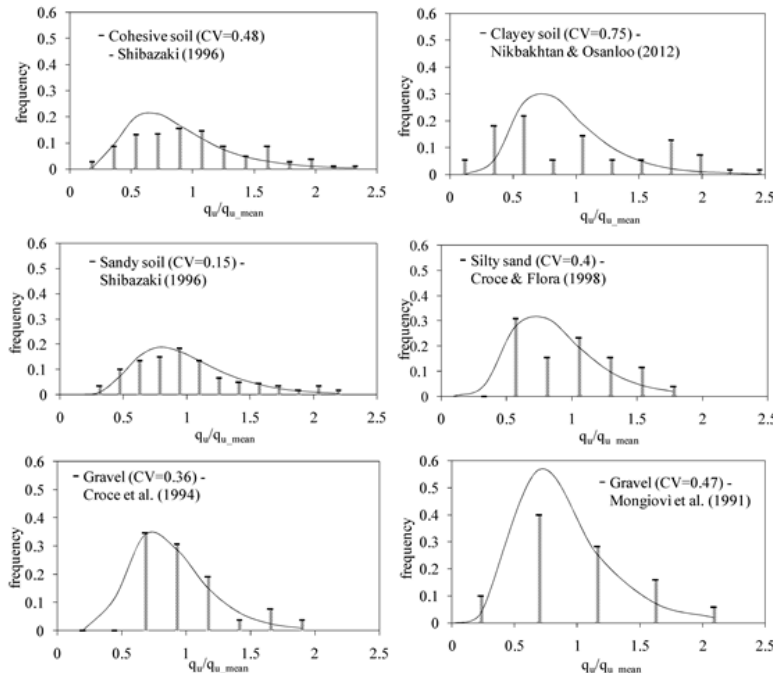 0.6
0.5
0.4
0.3
0.2
0.1
0
frequency
Cohesive soil (CV=0.48)
- Shibazaki (1996)
0 0.5 1 1.5 2 2.5
qu/qu_mean
0.6
0.5
0.4
0.3
0.2
0.1
0
frequency
Clayey soil (CV=0.75) -
Nikbakhtan & Osanloo (2012)
0 0.5 1 1.5 2 2.5
qu/qu_mean
0.6
0.5
0.4
0.3
0.2
0.1
0
frequency
Sandy soil (CV=0.15) -
Shibazaki (1996)
0 0.5 1 1.5 2 2.5
qu/qu_mean
0.6
0.5
0.4
0.3
0.2
0.1
0
frequency
Silty sand (CV=0.4) -
Croce & Flora (1998)
0 0.5 1 1.5 2 2.5
qu/qu_mean
0.6
0.5
0.4
0.3
0.2
0.1
0
frequency
Gravel (CV=0.36) -
Croce et al. (1994)
0 0.5 1 1.5 2 2.5
qu/qu_mean
0.6
0.5
0.4
0.3
0.2
0.1
0
frequency
Gravel (CV=0.47) -
Mongiovì et al. (1991)
0 0.5 1 1.5 2 2.5
qu/qu_mean